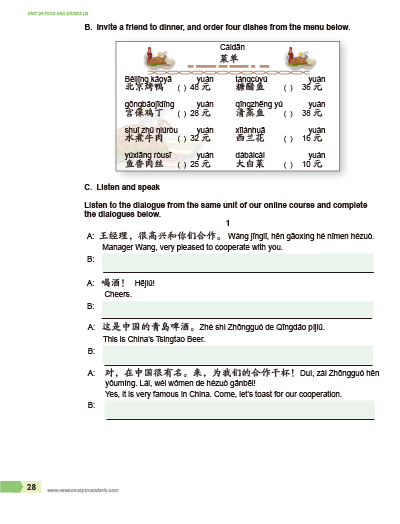 UNIT 24 FOOD AND DRINKS (2)
B. Invite a friend to dinner, and order four dishes from the menu below.
Càidān
菜单
Běijīng kǎoyā yuán tángcùyú yuán
北京烤鸭 ( ) 48 元 糖醋鱼 ( ) 36 元
gōngbǎojīdīng yuán qīngzhēng yú yuán
宫保鸡丁 ( ) 28 元 清蒸鱼 ( ) 38 元
shuǐ zhǔ niúròu yuán xīlánhuā yuán
水煮牛肉 ( ) 32 元 西兰花 ( ) 16 元
yúxiāng ròusī yuán dàbáicài yuán
鱼香肉丝 ( ) 25 元 大白菜 ( ) 10 元
C. Listen and speak
Listen to the dialogue from the same unit of our online course and complete
the dialogues below.
1
A: 王经理，很高兴和你们合作。 Wáng jīnglǐ, hěn gāoxìng hé nǐmen hézuò.
Manager Wang, very pleased to cooperate with you.
B:
A: 喝酒！ Hējiǔ!
Cheers.
B:
A: 这是中国的青岛啤酒。Zhè shì Zhōngguó de Qīngdǎo píjiǔ.
This is China's Tsingtao Beer.
B:
A: 对，在中国很有名。来，为我们的合作干杯！Duì, zài Zhōngguó hěn
yǒumíng. Lái, wèi wǒmen de hézuò gānbēi!
Yes, it is very famous in China. Come, let's toast for our cooperation.
B:
28
www.newconceptmandarin.com